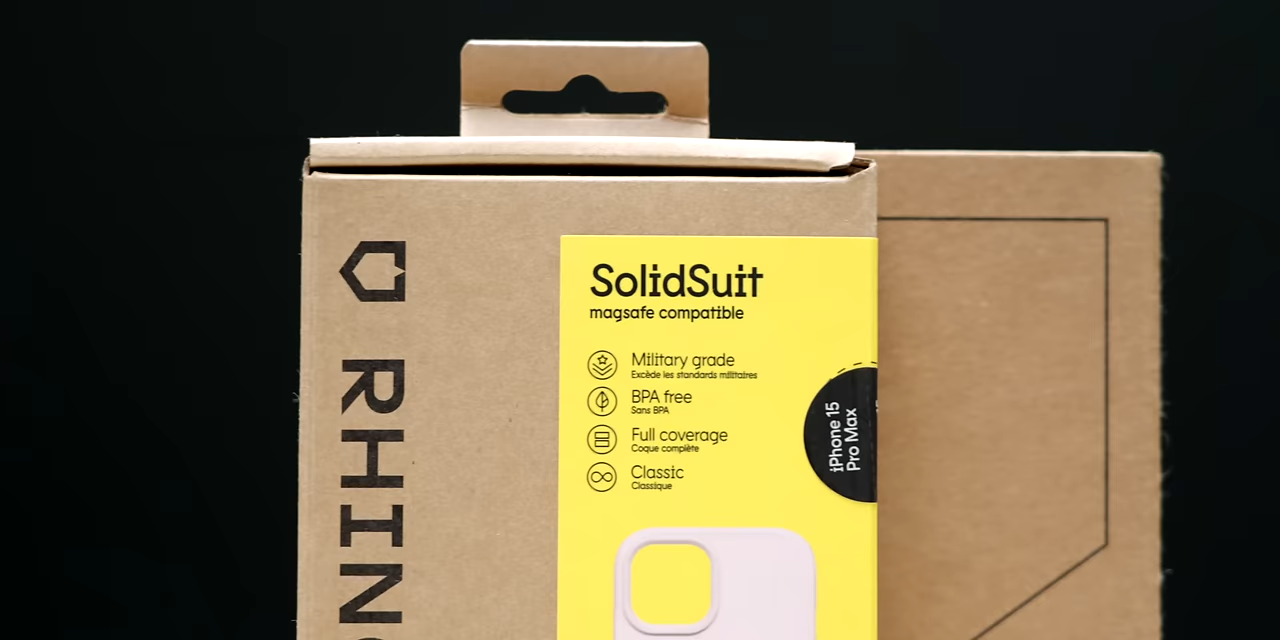 RHINO
SolidSuit
magsafe compatible
Military grade
Excède les standards militaires
BPA free
Sans BPA
Full coverage
Coque complète
Classic
Classique
iPhone 15
Pro Max